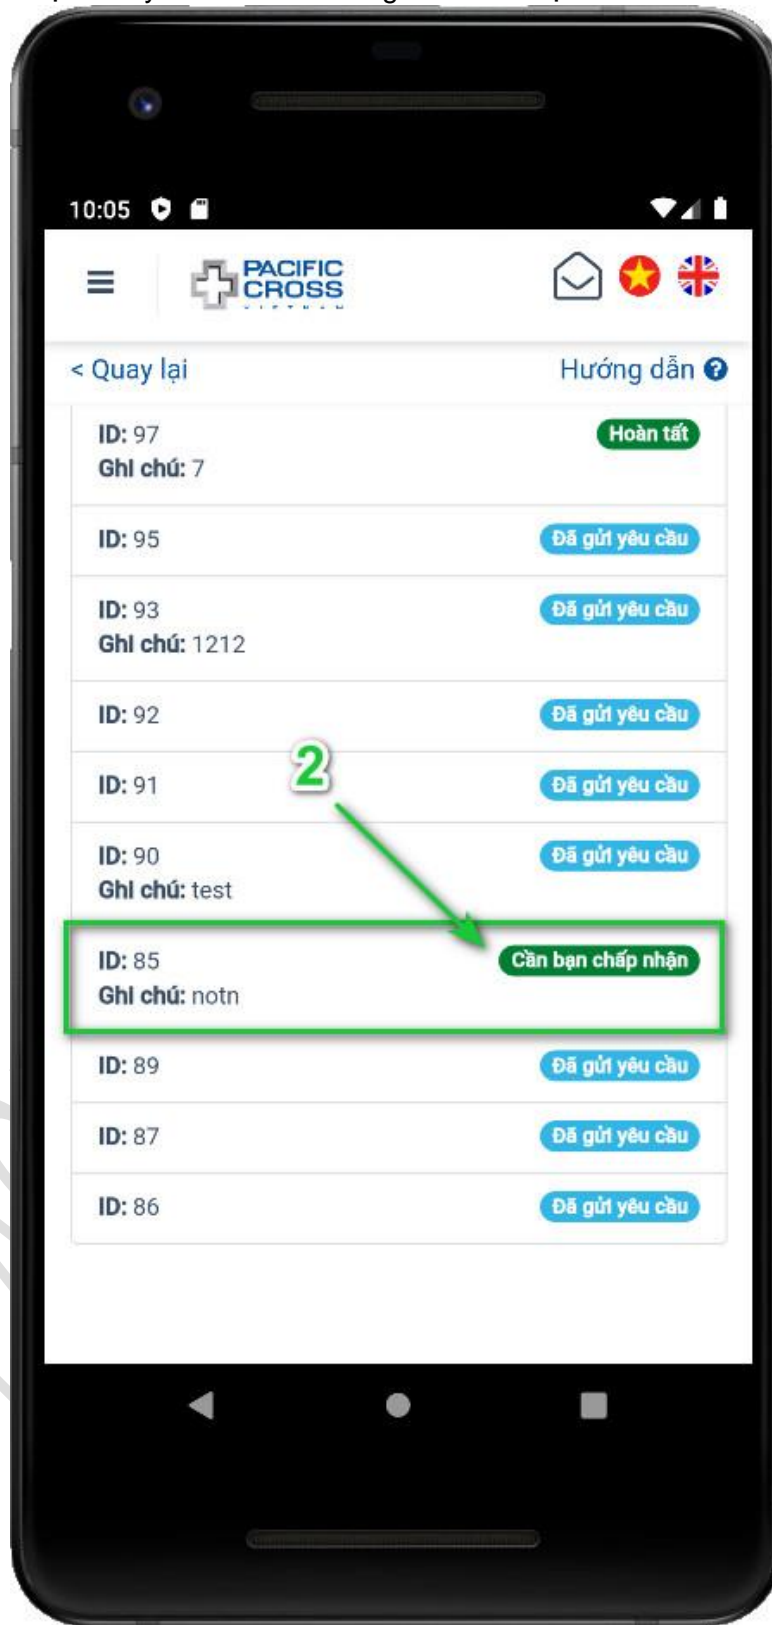 10:05
PACIFIC
CROSS
VIETNAM
< Quay lại
Hướng dẫn
ID: 97
Hoàn tất
Ghi chú: 7
ID: 95
Đã gửi yêu cầu
ID: 93
Đã gửi yêu cầu
Ghi chú: 1212
ID: 92
Đã gửi yêu cầu
2
ID: 91
Đã gửi yêu cầu
ID: 90
Đã gửi yêu cầu
Ghi chú: test
ID: 85
Cần bạn chấp nhận
Ghi chú: notn
ID: 89
Đã gửi yêu cầu
ID: 87
Đã gửi yêu cầu
ID: 86
Đã gửi yêu cầu